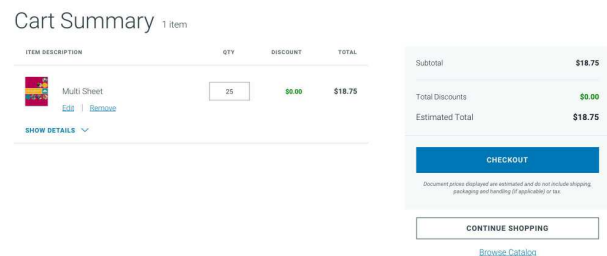 Cart Summary 1 item
ITEM DESCRIPTION QTY DISCOUNT TOTAL
Multi Sheet 25 $0.00 $18.75
Edit | Remove
SHOW DETAILS
Subtotal $18.75
Total Discounts $0.00
Estimated Total $18.75
CHECKOUT
Document prices displayed are estimated and do not include shipping,
packaging and handling (if applicable) or tax.
CONTINUE SHOPPING
Browse Catalog